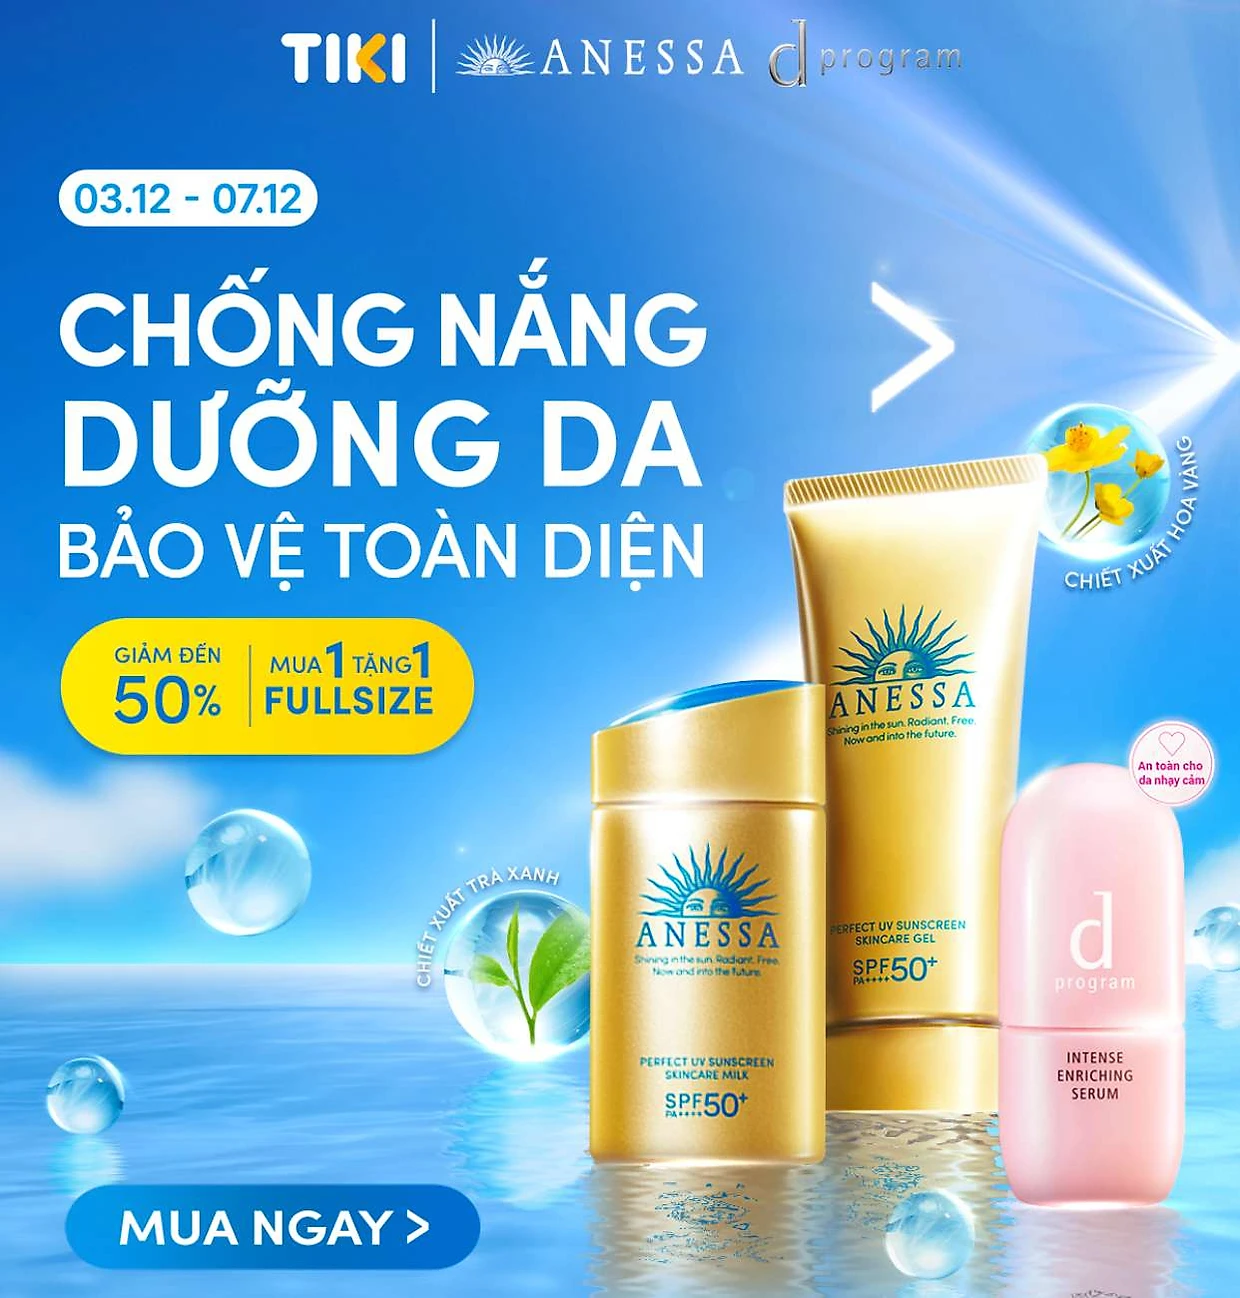 TIKI
ANESSA
d program
03.12 - 07.12
CHỐNG NẮNG
DƯỠNG DA
BẢO VỆ TOÀN DIỆN
GIẢM ĐẾN
50%
MUA 1 TẶNG 1
FULLSIZE
CHIẾT XUẤT HOA VÀNG
ANESSA
Shining in the sun. Radiant. Free.
Now and into the future.
PERFECT UV SUNSCREEN
SKINCARE GEL
SPF50+
PA++++
An toàn cho
da nhạy cảm
CHIẾT XUẤT TRÀ XANH
ANESSA
Shining in the sun. Radiant. Free.
Now and into the future.
PERFECT UV SUNSCREEN
SKINCARE MILK
SPF50+
PA++++
d
program
INTENSE
ENRICHING
SERUM
MUA NGAY >